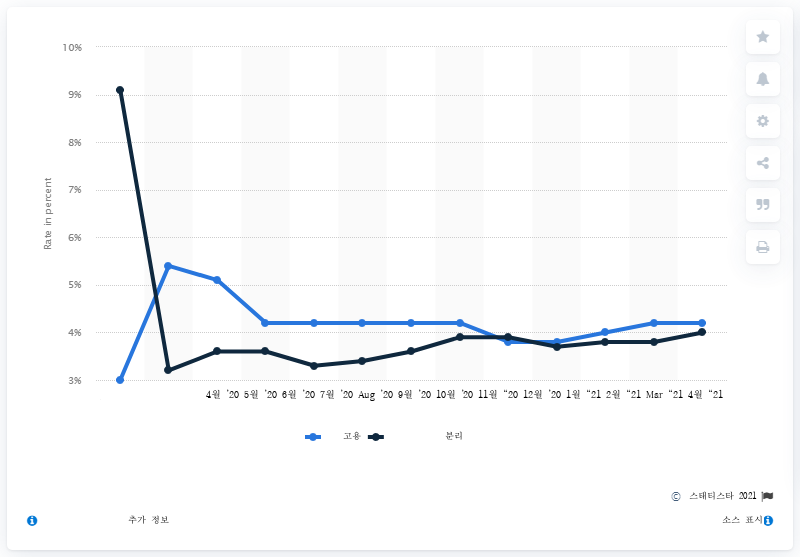 10%
9%
8%
7%
6%
5%
4%
3%
Rate in percent
4월 '20 5월 '20 6월 '20 7월 '20 Aug '20 9월 '20 10월 '20 11월 “20 12월 '20 1월 “21 2월 “21 Mar “21 4월 “21
고용 분리
© 스태티스타 2021
추가 정보 소스 표시